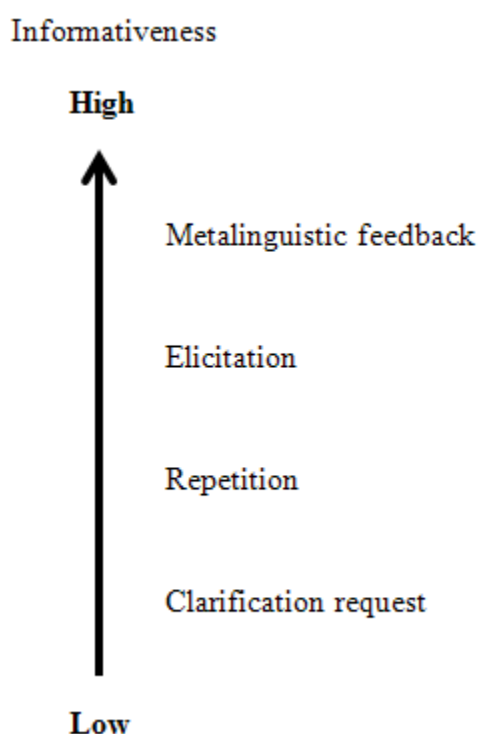 Informativeness
High
Metalinguistic feedback
Elicitation
Repetition
Clarification request
Low